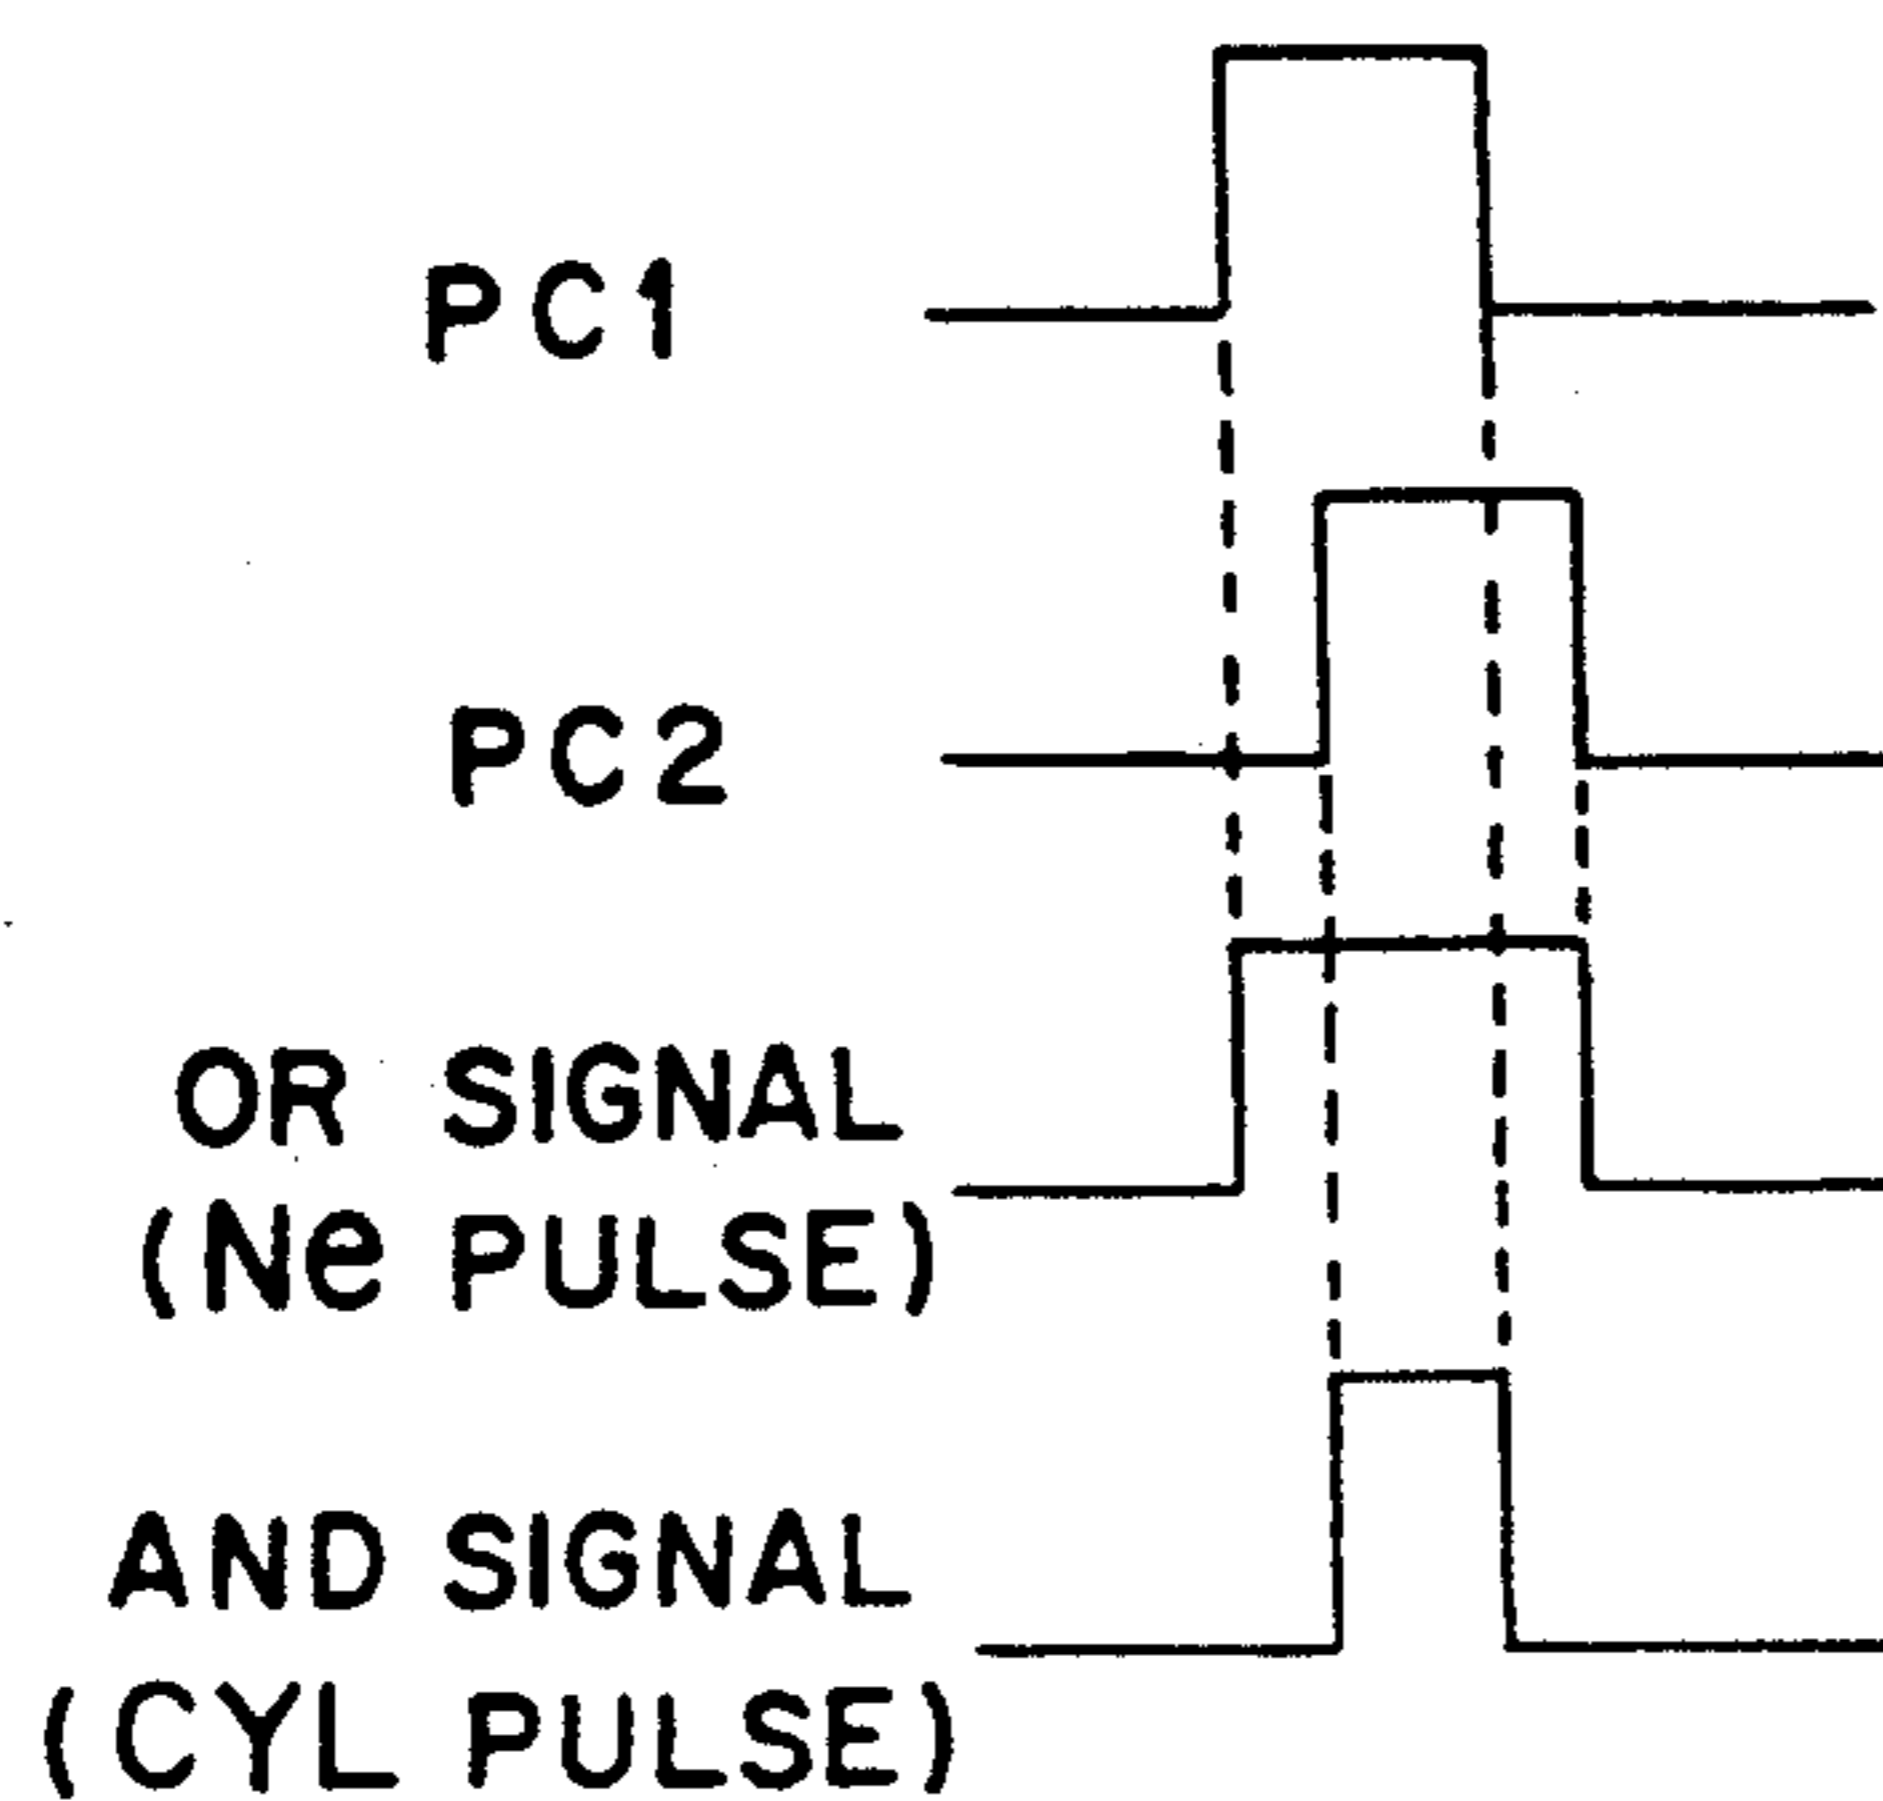 PC1
PC2
OR SIGNAL
(Ne PULSE)
AND SIGNAL
(CYL PULSE)